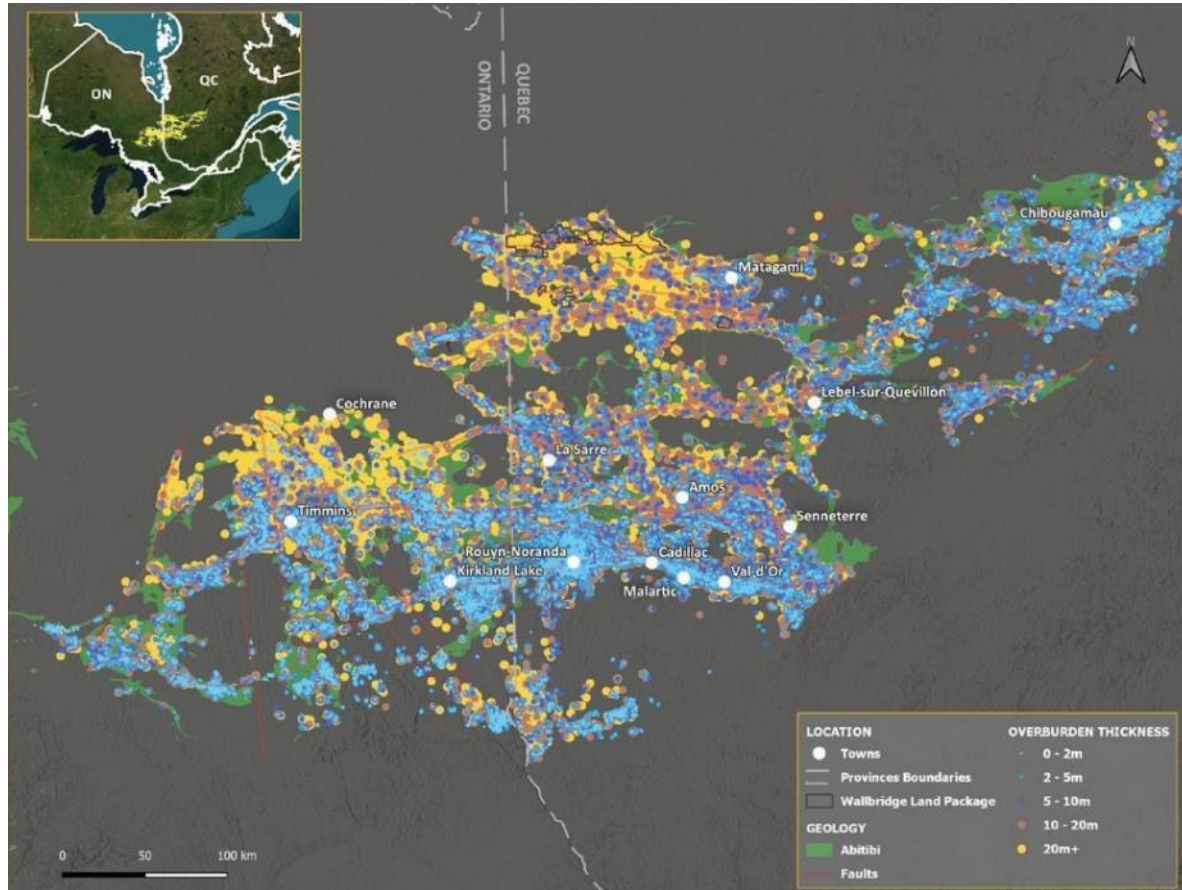 ON
QC
ONTARIO
QUEBEC
N
Chibougamau
Matagami
Lebel-sur-Quevillon
Cochrane
La Sarre
Amos
Timmins
Senneterre
Rouyn-Noranda
Cadillac
Kirkland Lake
Malartic
Val-d'Or
0 50 100 km
LOCATION
Towns
Provinces Boundaries
Wallbridge Land Package
GEOLOGY
Abitibi
Faults
OVERBURDEN THICKNESS
0 - 2m
2 - 5m
5 - 10m
10 - 20m
20m+